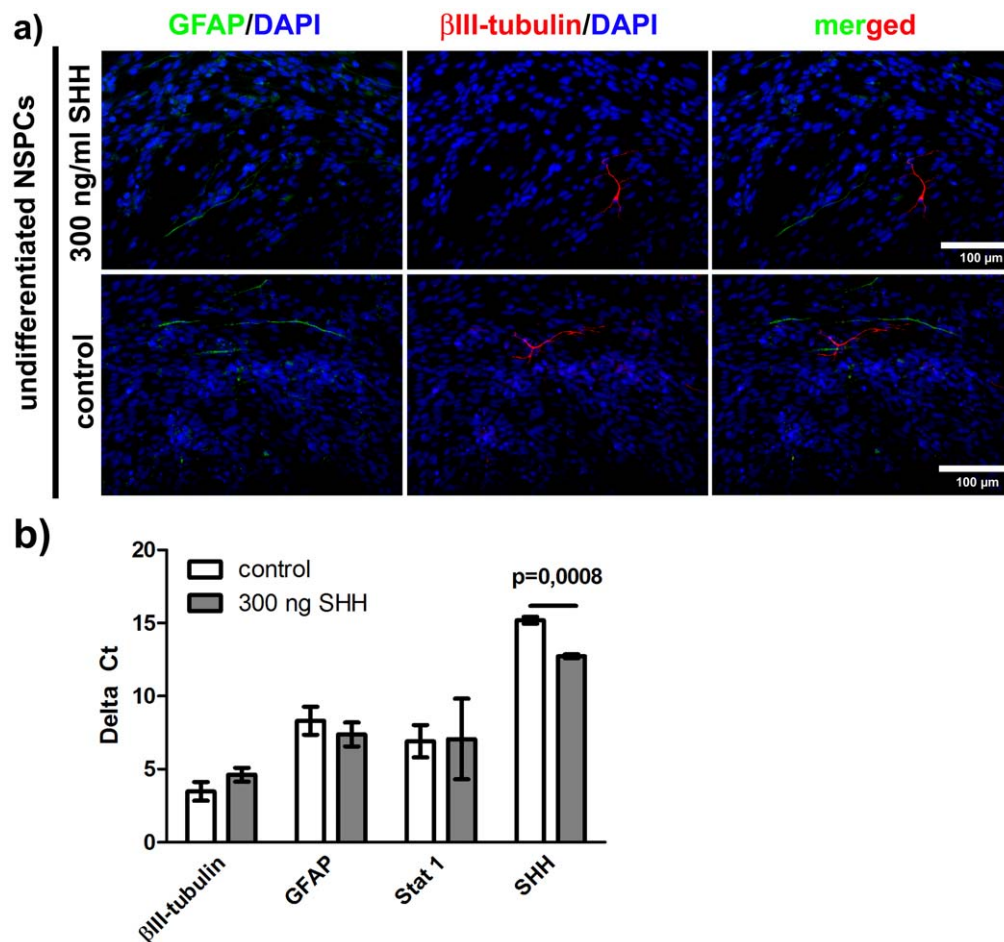 a)
GFAP/DAPI
βIII-tubulin/DAPI
merged
undifferentiated NSPCs
300 ng/ml SHH
100 µm
control
100 µm
b)
20
15
10
5
0
Delta Ct
control
300 ng SHH
p=0,0008
βIII-tubulin
GFAP
Stat 1
SHH